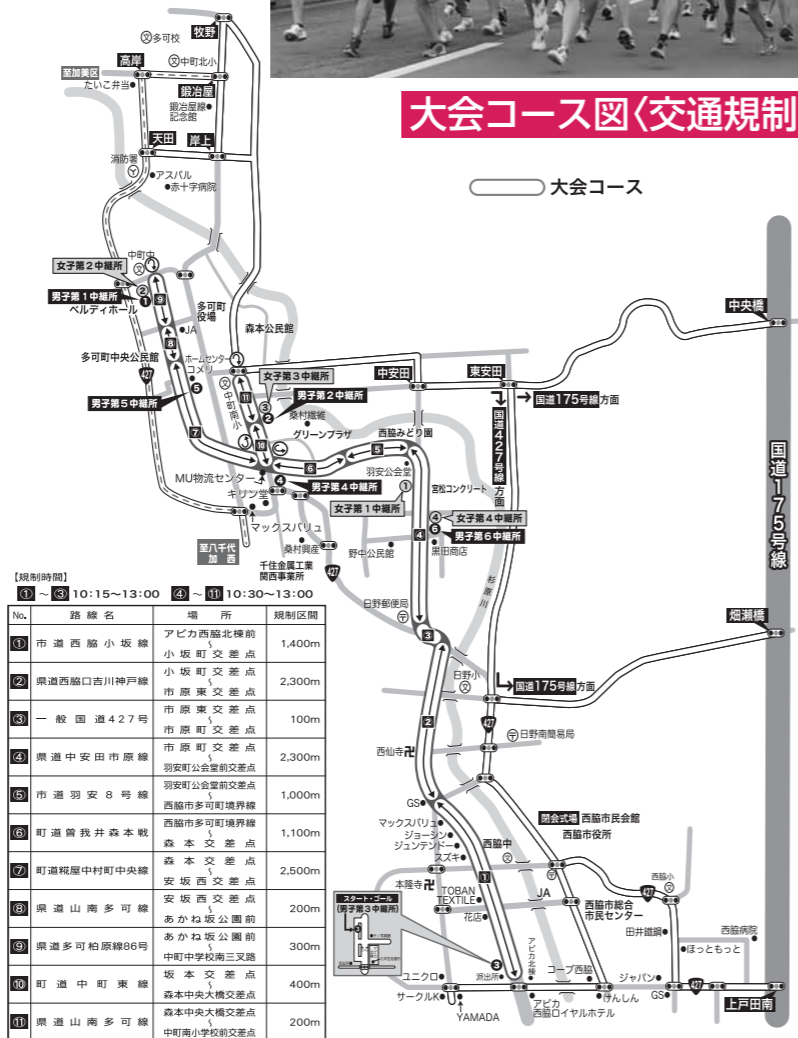 大会コース図〈交通規制
大会コース
牧野
㊛多可校
㊛中町北小
高岸
至加美区
たいこ弁当
鍛冶屋
鍛冶屋線
記念館
天田
岸上
消防署
アスパル
赤十字病院
中町中
女子第2中継所
②
男子第1中継所
❶
ベルディホール
9
多可町
役場
森本公民館
JA
8
多可町中央公民館
ホームセンター
コメリ
427
❺
男子第5中継所
7
中町南小
11
女子第3中継所
③
❷
男子第2中継所
桑村繊維
グリーンプラザ
10
6
5
西脇みどり園
中安田
東安田
国道175号線方面
国道427号線方面
中央橋
国道175号線
MU物流センター
キリン堂
❹
男子第4中継所
羽安公会堂
①
女子第1中継所
宮松コンクリート
④
女子第4中継所
❻
男子第6中継所
黒田商店
4
マックスバリュ
至八千代
加西
桑村興産
千住金属工業
関西事業所
野中公民館
427
杉原川
日野郵便局
3
畑瀬橋
日野小
国道175号線方面
427
2
西仙寺
日野南簡易局
GS
マックスバリュ
ジョーシン
ジュンテンドー
スズキ
西脇中
閉会式場 西脇市民会館
西脇市役所
1
本隆寺
TOBAN
TEXTILE
花店
JA
427
西脇小
西脇市総合
市民センター
田井鐵鋼
西脇病院
ほっともっと
スタート・ゴール
(男子第3中継所)
❸
派出所
アピカ北棟
コープ西脇
ジャパン
ユニクロ
サークルK
YAMADA
アピカ
西脇ロイヤルホテル
けんしん
GS
427
上戸田南
【規制時間】
①～③ 10:15～13:00 ④～⑪ 10:30～13:00
No. 路線名 場所 規制区間
① 市道西脇小坂線 アピカ西脇北棟前～小坂町交差点 1,400m
② 県道西脇口吉川神戸線 小坂町交差点～市原東交差点 2,300m
③ 一般国道427号 市原東交差点～市原町交差点 100m
④ 県道中安田市原線 市原町交差点～羽安町公会堂前交差点 2,300m
⑤ 市道羽安8号線 羽安町公会堂前交差点～西脇市多可町境界線 1,000m
⑥ 町道曽我井森本戦 西脇市多可町境界線～森本交差点 1,100m
⑦ 町道糀屋中村町中央線 森本交差点～安坂西交差点 2,500m
⑧ 県道山南多可線 安坂西交差点～あかね坂公園前 200m
⑨ 県道多可柏原線86号 あかね坂公園前～中町中学校南三叉路 300m
⑩ 町道中町東線 坂本交差点～森本中央大橋交差点 400m
⑪ 県道山南多可線 森本中央大橋交差点～中町南小学校前交差点 200m